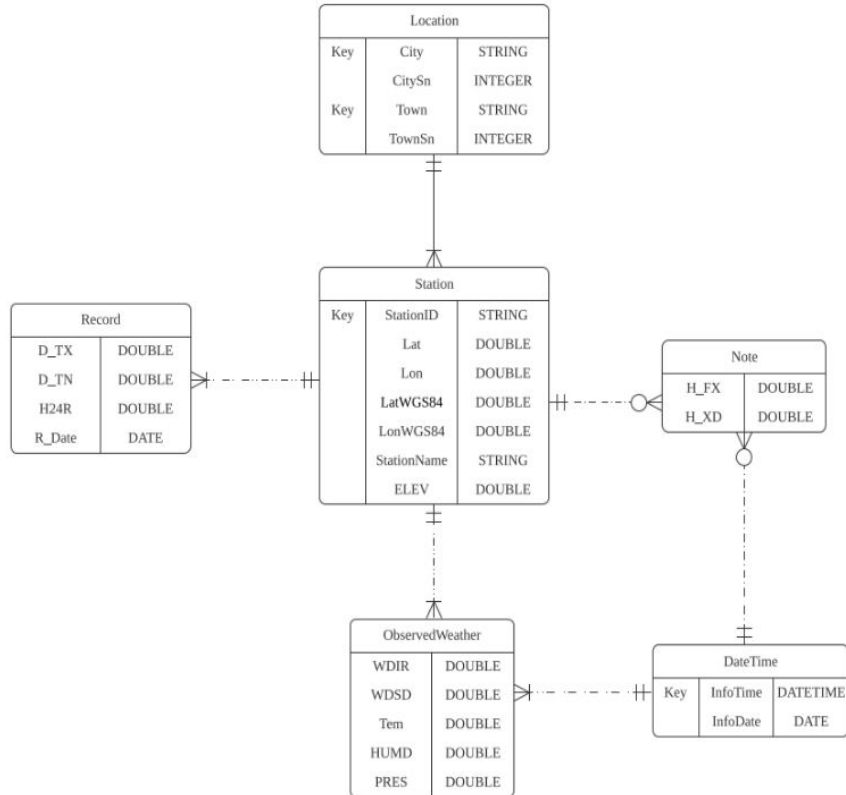 Location
Key City STRING
CitySn INTEGER
Key Town STRING
TownSn INTEGER
Station
Key StationID STRING
Lat DOUBLE
Lon DOUBLE
LatWGS84 DOUBLE
LonWGS84 DOUBLE
StationName STRING
ELEV DOUBLE
Record
D_TX DOUBLE
D_TN DOUBLE
H24R DOUBLE
R_Date DATE
Note
H_FX DOUBLE
H_XD DOUBLE
ObservedWeather
WDIR DOUBLE
WDSD DOUBLE
Tem DOUBLE
HUMD DOUBLE
PRES DOUBLE
DateTime
Key InfoTime DATETIME
InfoDate DATE